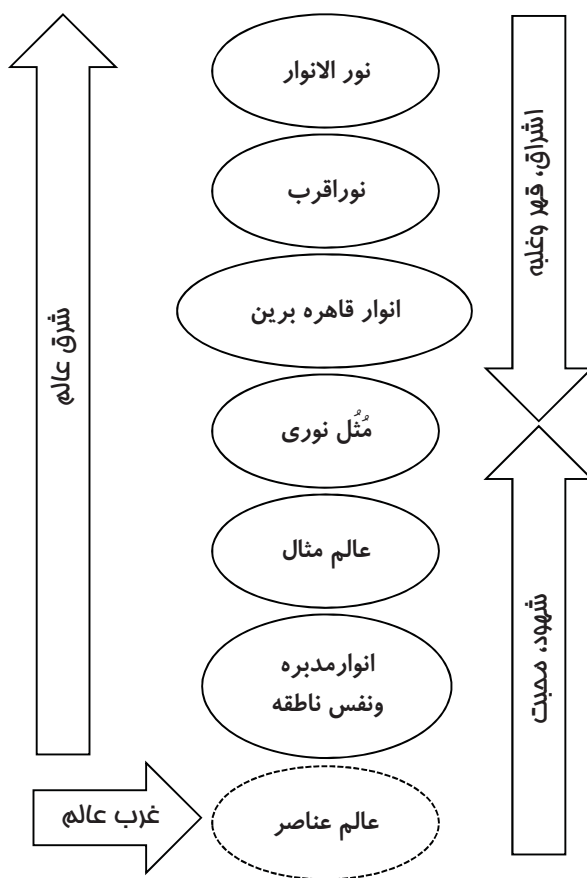 نور الانوار
نوراقرب
انوار قاهره برین
مُثُل نوری
عالم مثال
انوارمدبره
ونفس ناطقه
عالم عناصر
اشراق، قهر وغلبه
شهود، محبت
شرق عالم
غرب عالم